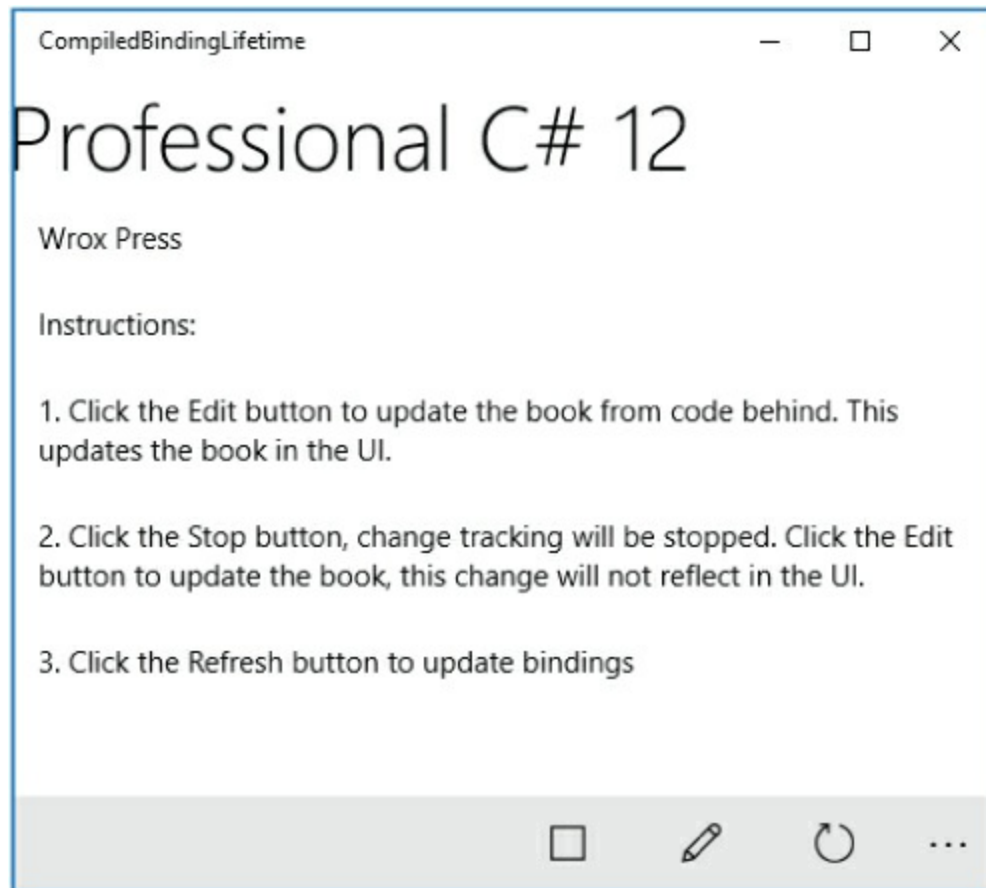 CompiledBindingLifetime
Professional C# 12
Wrox Press
Instructions:
1. Click the Edit button to update the book from code behind. This
updates the book in the UI.
2. Click the Stop button, change tracking will be stopped. Click the Edit
button to update the book, this change will not reflect in the UI.
3. Click the Refresh button to update bindings